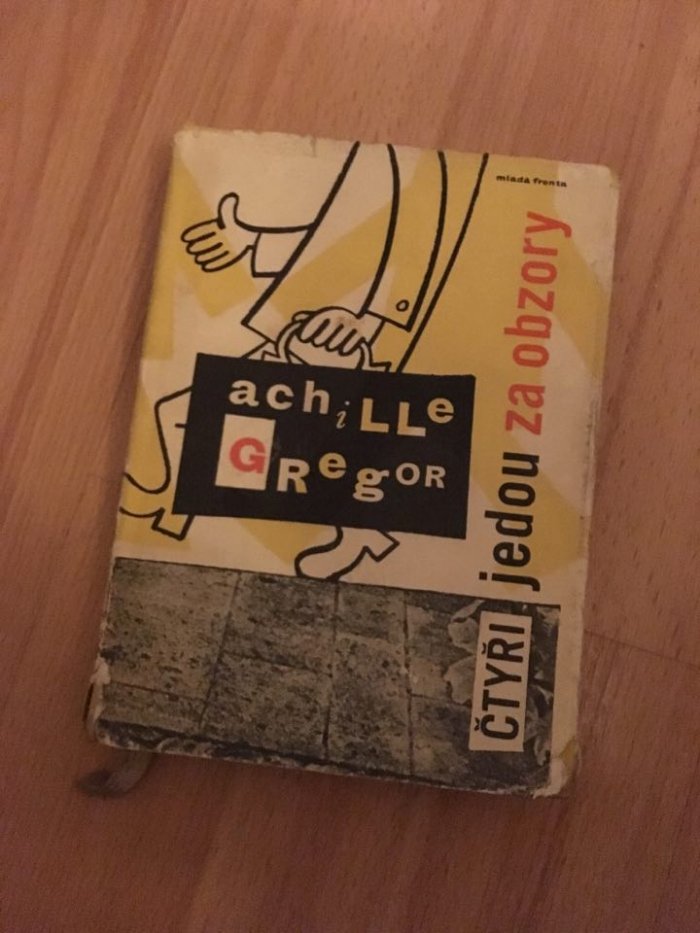 mladá fronta
achiLLe
GRegOR
ČTYŘI jedou za obzory